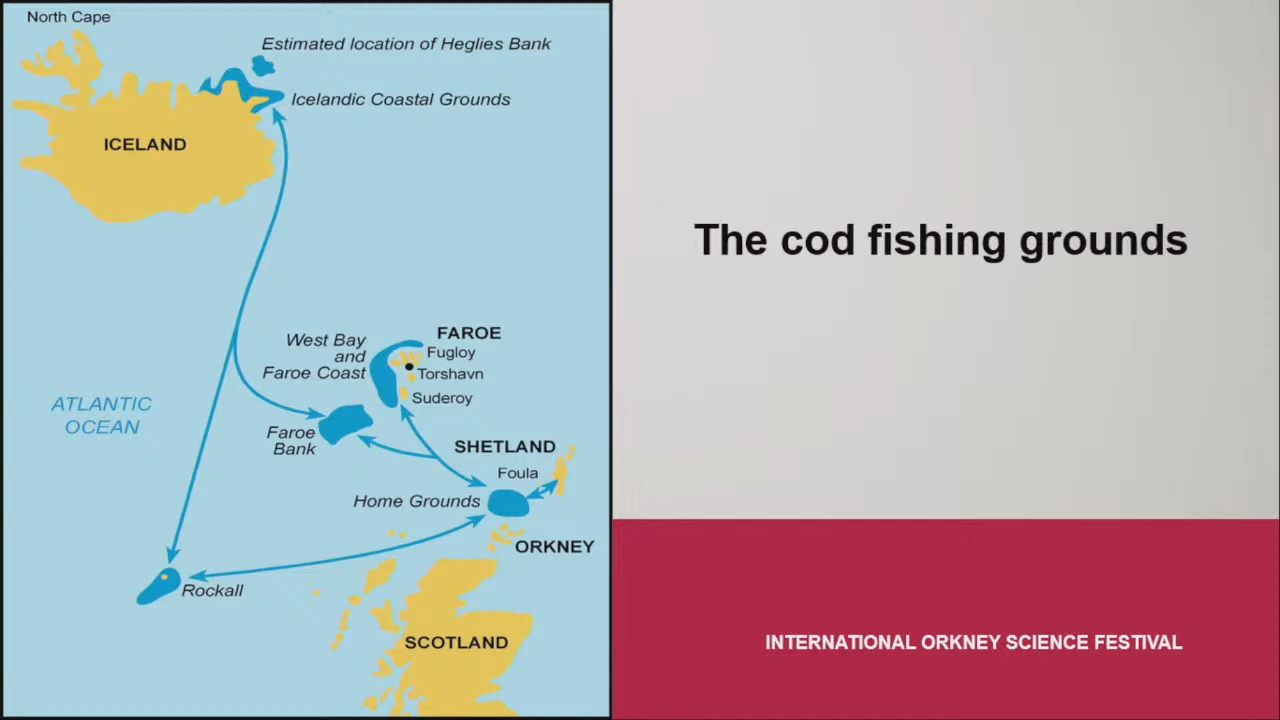 North Cape
Estimated location of Heglies Bank
Icelandic Coastal Grounds
ICELAND
FAROE
West Bay
and
Faroe Coast
Fugloy
Torshavn
Suderoy
ATLANTIC
OCEAN
Faroe
Bank
SHETLAND
Foula
Home Grounds
ORKNEY
Rockall
SCOTLAND
The cod fishing grounds
INTERNATIONAL ORKNEY SCIENCE FESTIVAL